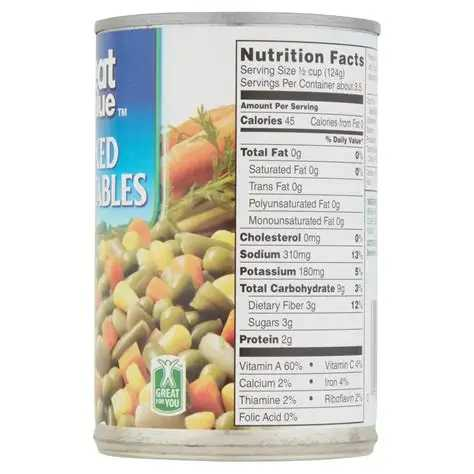 eat
ue™
ED
ABLES
GREAT
FOR YOU
Nutrition Facts
Serving Size ½ cup (124g)
Servings Per Container about 3.5
Amount Per Serving
Calories 45 Calories from Fat 0
% Daily Value*
Total Fat 0g 0%
Saturated Fat 0g 0%
Trans Fat 0g
Polyunsaturated Fat 0g
Monounsaturated Fat 0g
Cholesterol 0mg 0%
Sodium 310mg 13%
Potassium 180mg 5%
Total Carbohydrate 9g 3%
Dietary Fiber 3g 12%
Sugars 3g
Protein 2g
Vitamin A 60% • Vitamin C 4%
Calcium 2% • Iron 4%
Thiamine 2% • Riboflavin 2%
Folic Acid 0%